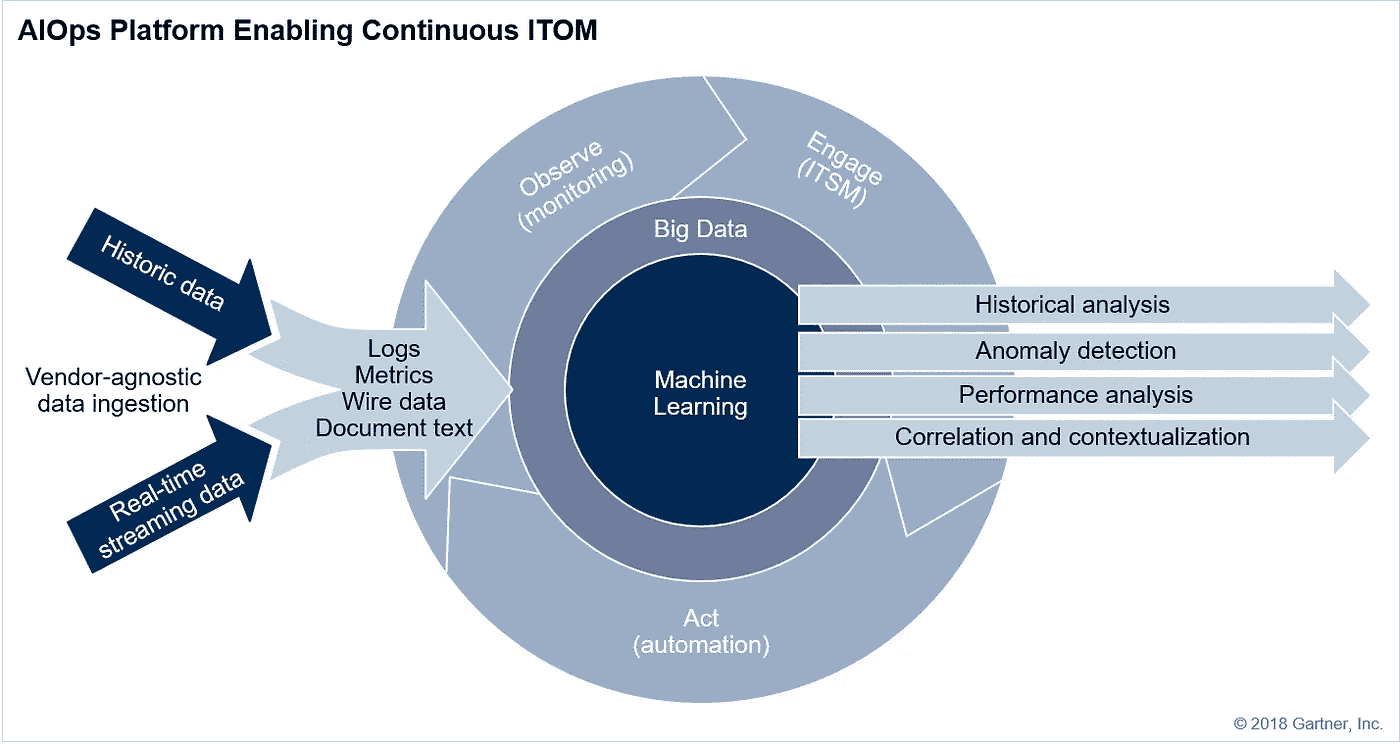 AIOps Platform Enabling Continuous ITOM
Observe
(monitoring)
Engage
(ITSM)
Big Data
Historic data
Vendor-agnostic
data ingestion
Real-time
streaming data
Logs
Metrics
Wire data
Document text
Machine
Learning
Historical analysis
Anomaly detection
Performance analysis
Correlation and contextualization
Act
(automation)
© 2018 Gartner, Inc.